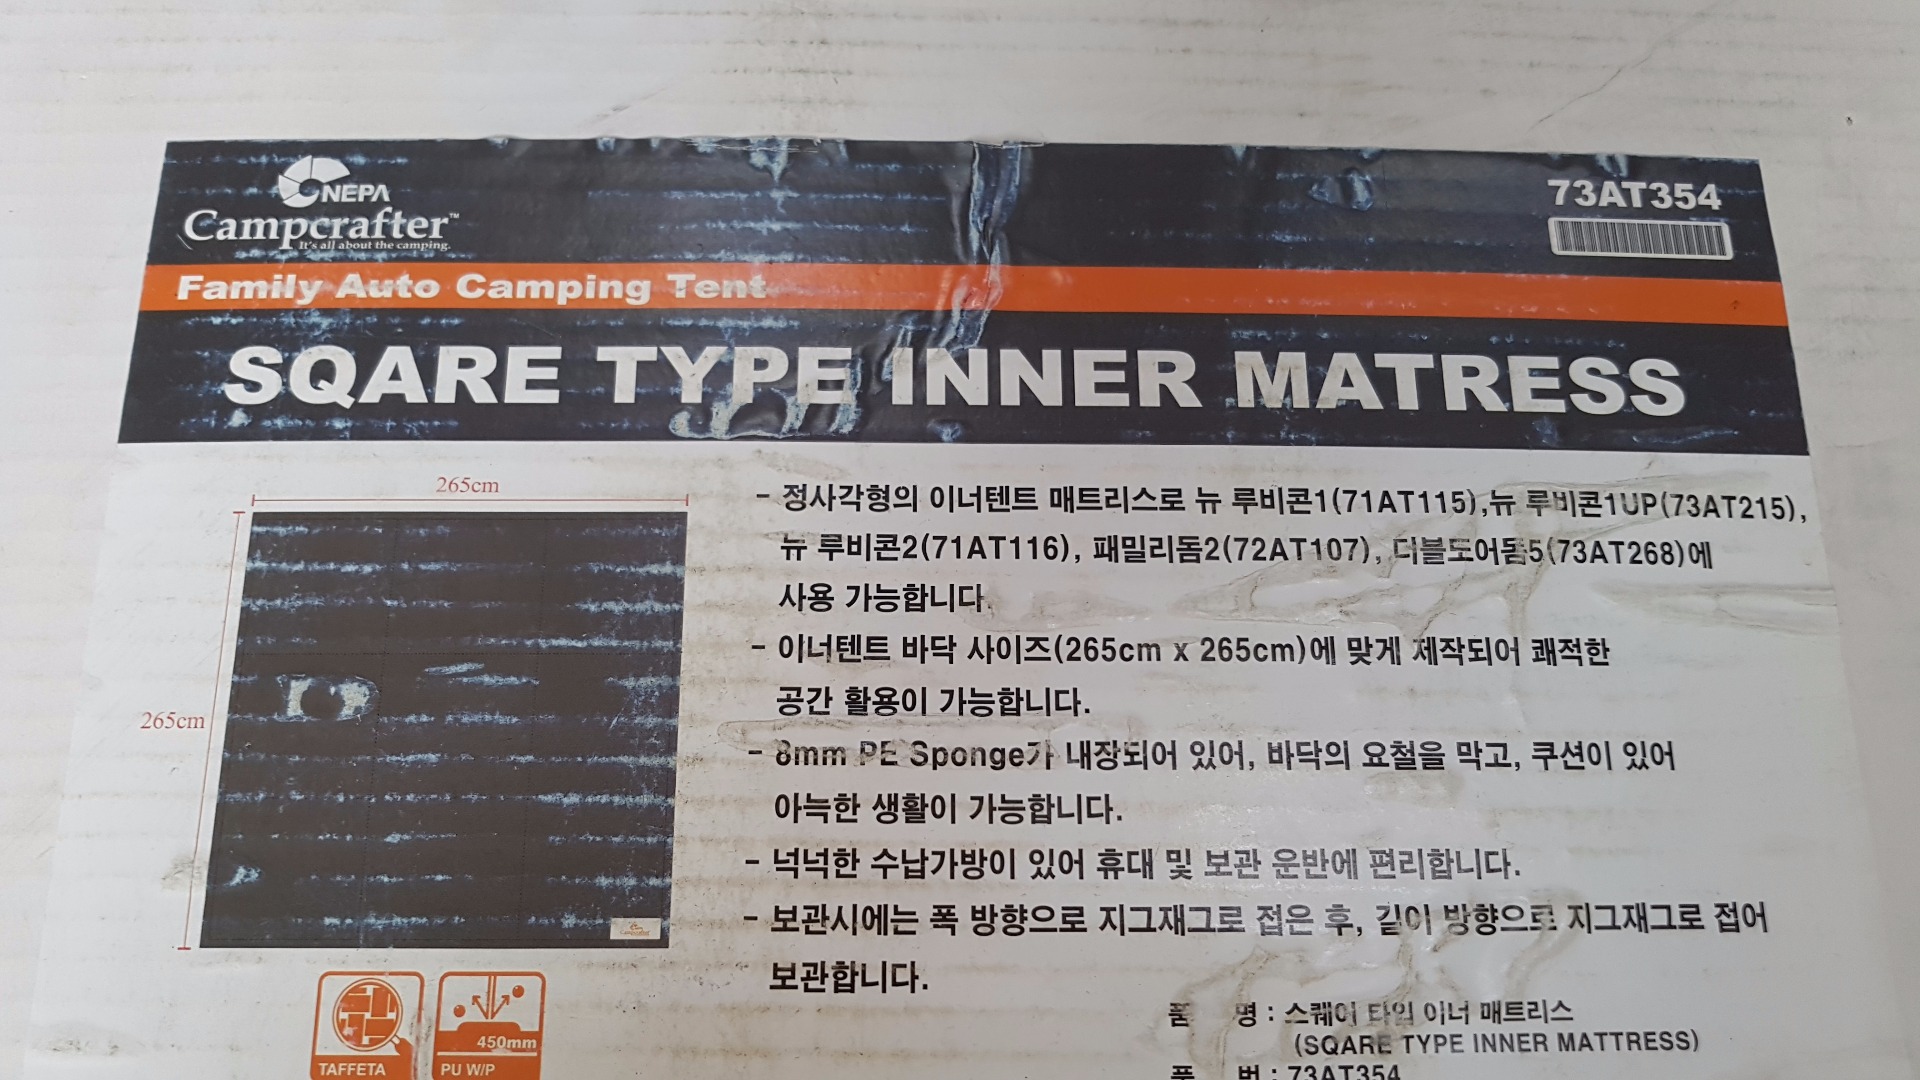 NEPA
Campcrafter™
It's all about the camping.
73AT354
Family Auto Camping Tent
SQARE TYPE INNER MATRESS
265cm
265cm
- 정사각형의 이너텐트 매트리스로 뉴 루비콘1(71AT115),뉴 루비콘1UP(73AT215),
뉴 루비콘2(71AT116), 패밀리돔2(72AT107), 더블도어돔5(73AT268)에
사용 가능합니다.
- 이너텐트 바닥 사이즈(265cm x 265cm)에 맞게 제작되어 쾌적한
공간 활용이 가능합니다.
- 8mm PE Sponge가 내장되어 있어, 바닥의 요철을 막고, 쿠션이 있어
아늑한 생활이 가능합니다.
- 넉넉한 수납가방이 있어 휴대 및 보관 운반에 편리합니다.
- 보관시에는 폭 방향으로 지그재그로 접은 후, 길이 방향으로 지그재그로 접어
보관합니다.
TAFFETA
450mm
PU W/P
품 명 : 스퀘어 타입 이너 매트리스
(SQARE TYPE INNER MATTRESS)
품 번 : 73AT354